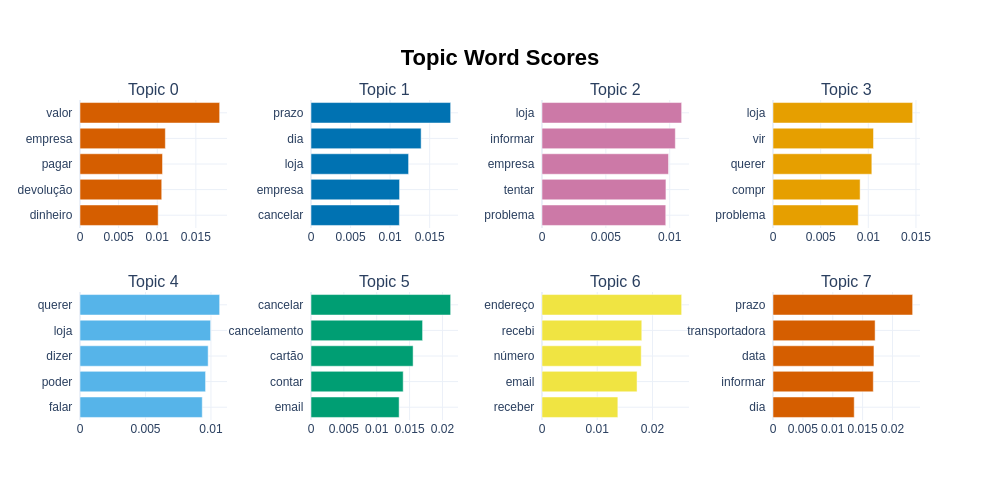 Topic Word Scores
Topic 0
valor
empresa
pagar
devolução
dinheiro
0 0.005 0.01 0.015
Topic 1
prazo
dia
loja
empresa
cancelar
0 0.005 0.01 0.015
Topic 2
loja
informar
empresa
tentar
problema
0 0.005 0.01
Topic 3
loja
vir
querer
compr
problema
0 0.005 0.01 0.015
Topic 4
querer
loja
dizer
poder
falar
0 0.005 0.01
Topic 5
cancelar
cancelamento
cartão
contar
email
0 0.005 0.01 0.015 0.02
Topic 6
endereço
recebi
número
email
receber
0 0.01 0.02
Topic 7
prazo
transportadora
data
informar
dia
0 0.005 0.01 0.015 0.02